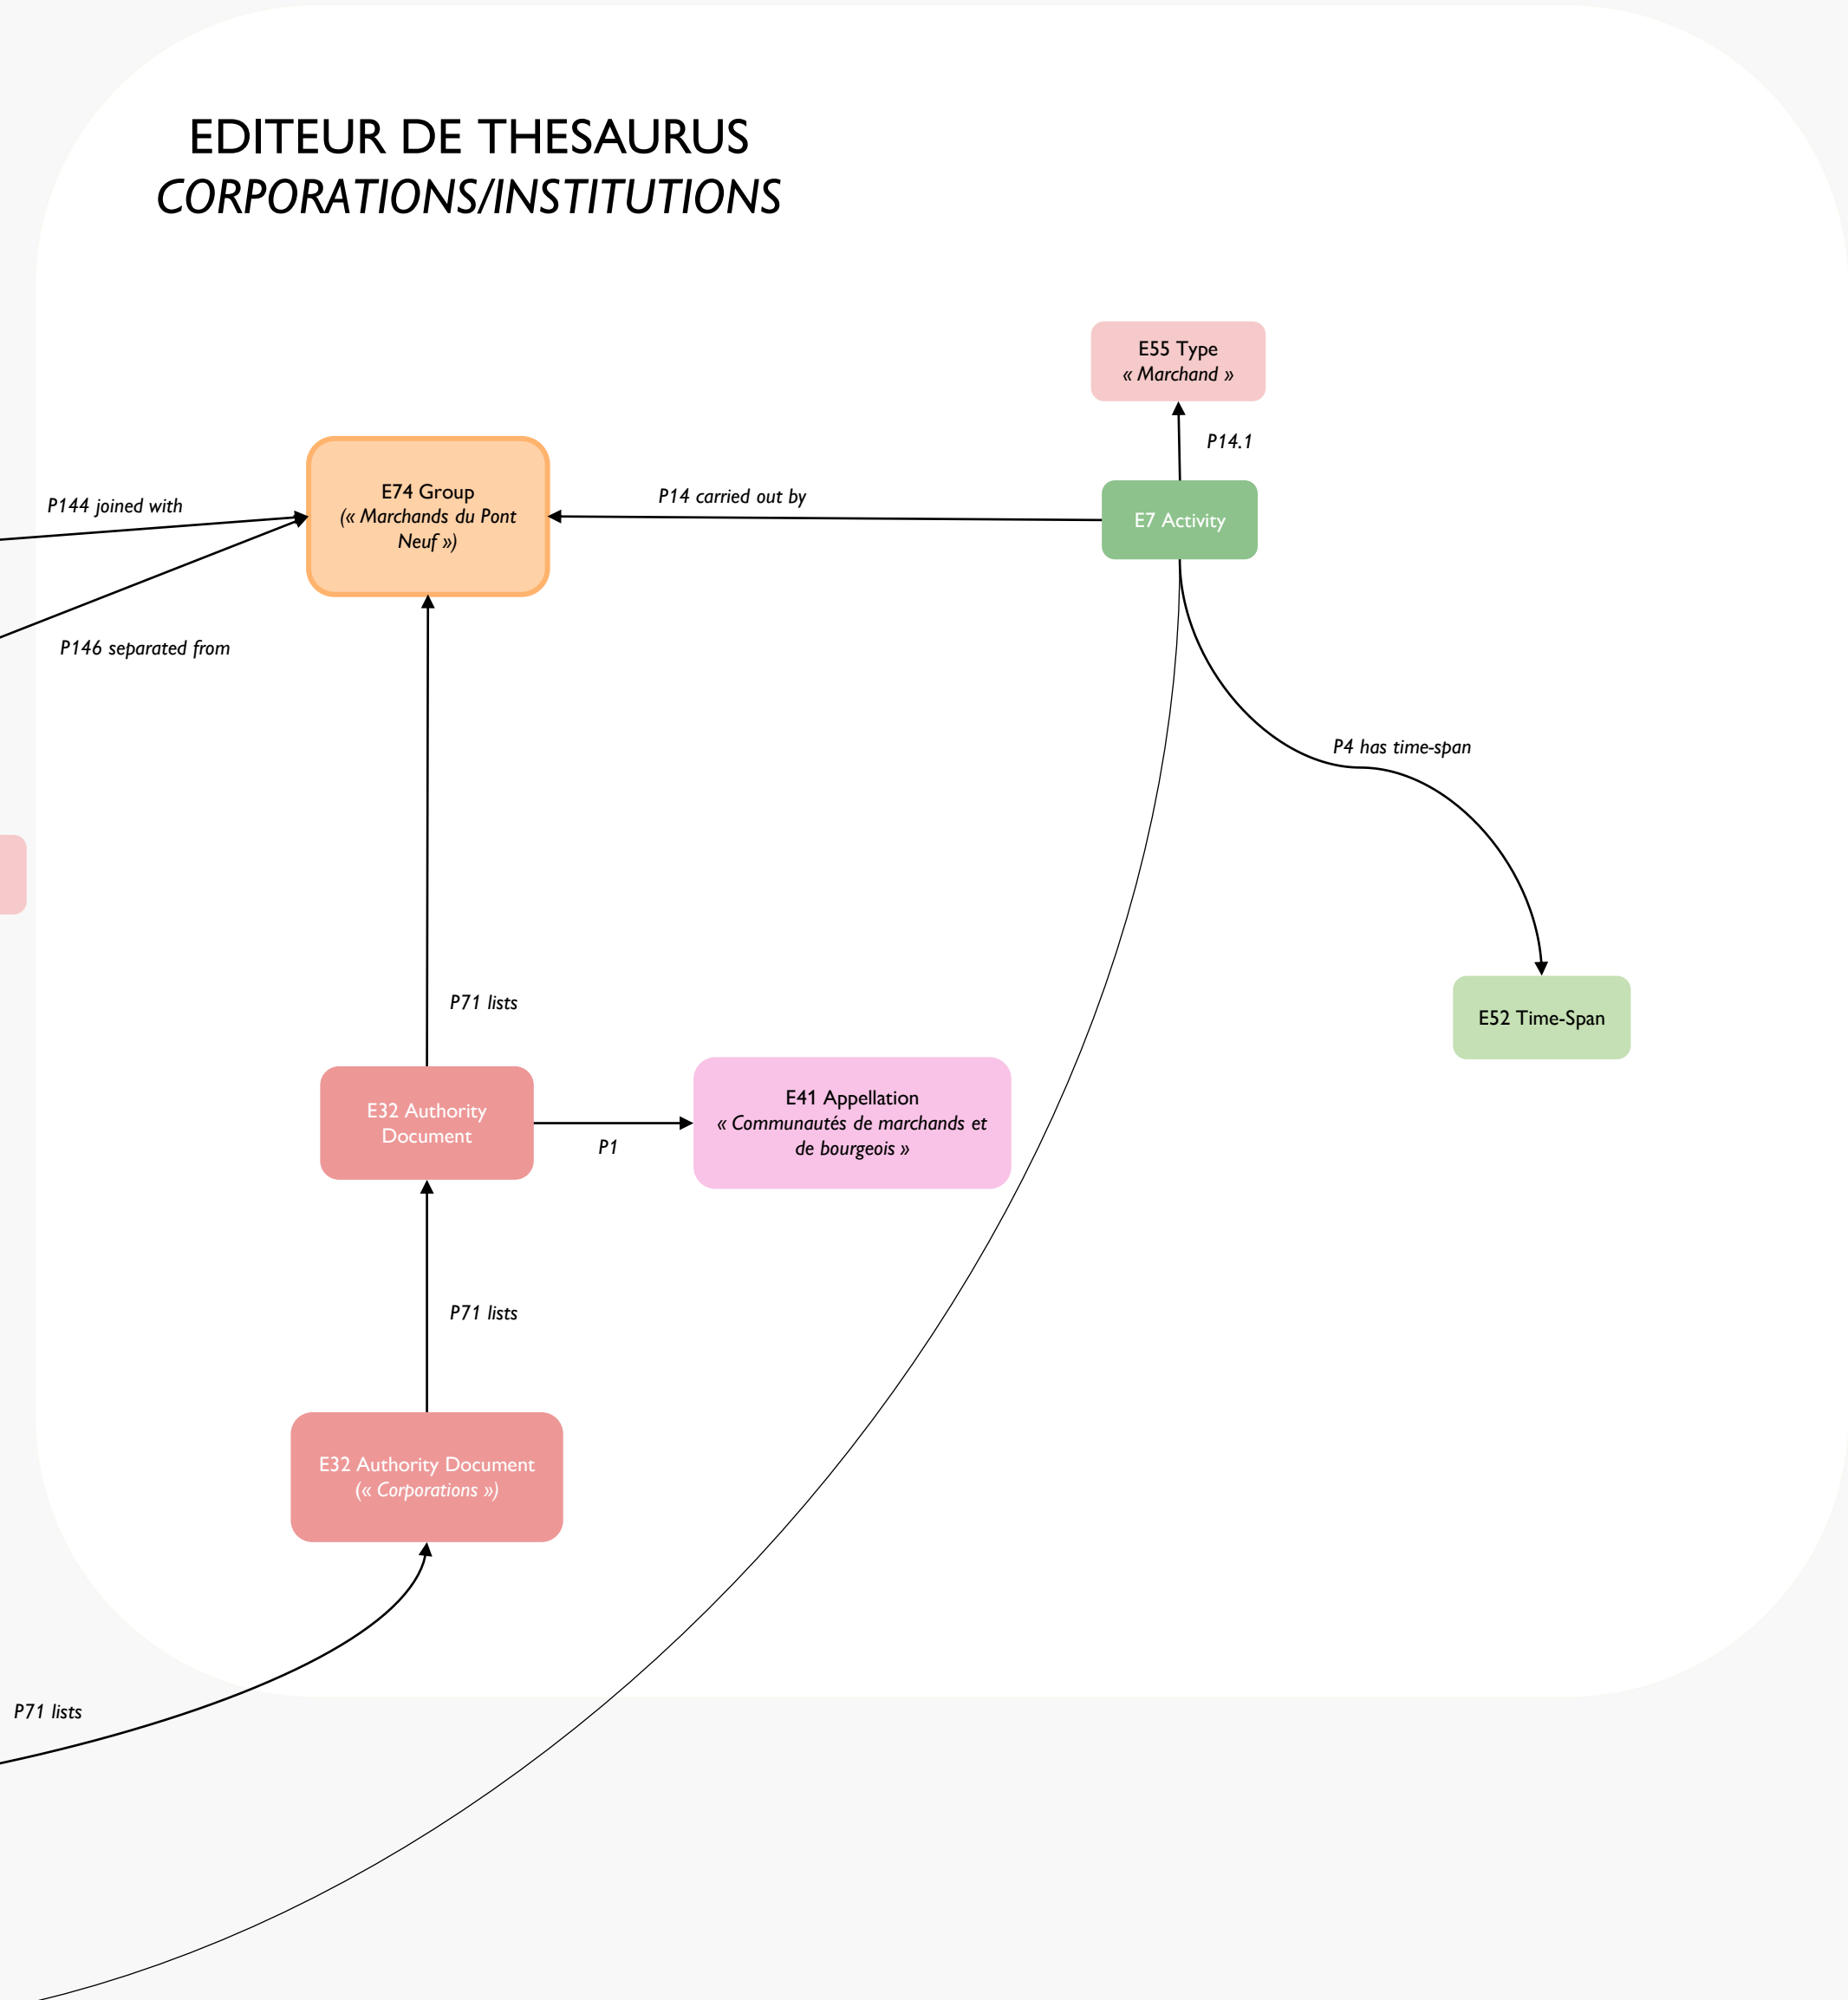 EDITEUR DE THESAURUS
CORPORATIONS/INSTITUTIONS
E55 Type
« Marchand »
P14.1
E74 Group
(« Marchands du Pont
Neuf »)
P144 joined with
P14 carried out by
E7 Activity
P146 separated from
P4 has time-span
P71 lists
E52 Time-Span
E32 Authority
Document
P1
E41 Appellation
« Communautés de marchands et
de bourgeois »
P71 lists
E32 Authority Document
(« Corporations »)
P71 lists